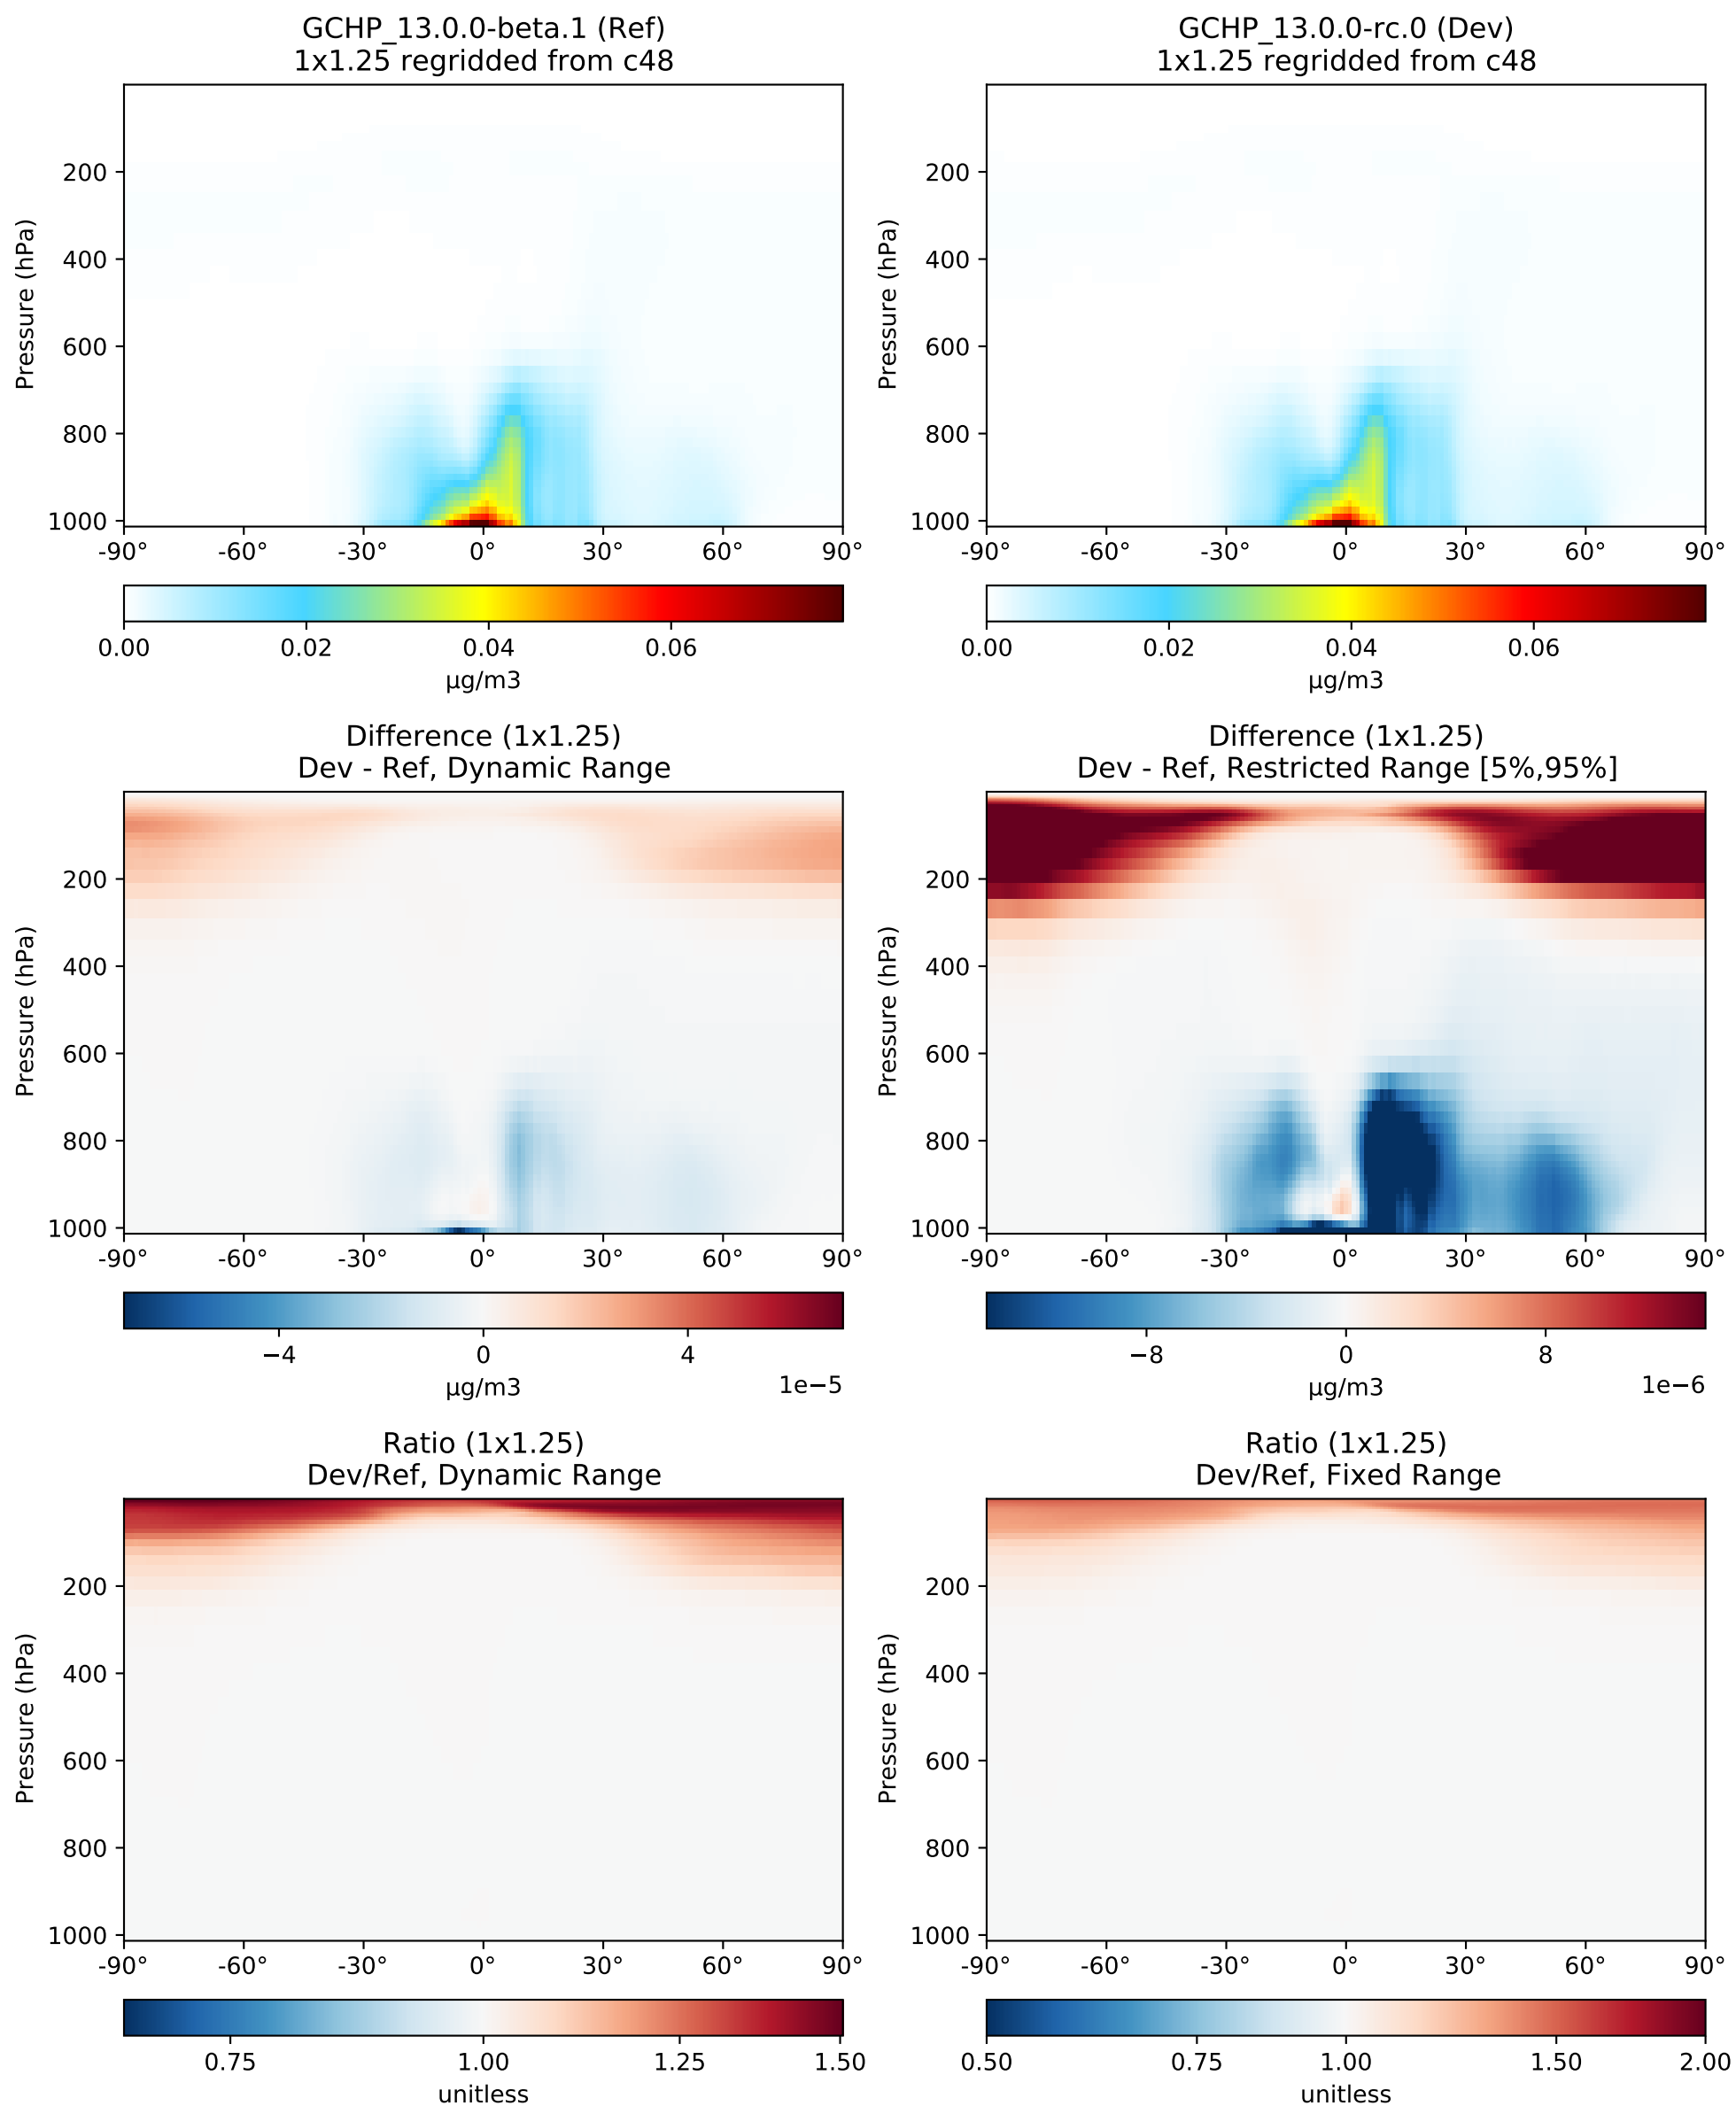 GCHP_13.0.0-beta.1 (Ref)
1x1.25 regridded from c48
Pressure (hPa)
200
400
600
800
1000
-90° -60° -30° 0° 30° 60° 90°
0.00 0.02 0.04 0.06
µg/m3
GCHP_13.0.0-rc.0 (Dev)
1x1.25 regridded from c48
Pressure (hPa)
200
400
600
800
1000
-90° -60° -30° 0° 30° 60° 90°
0.00 0.02 0.04 0.06
µg/m3
Difference (1x1.25)
Dev - Ref, Dynamic Range
Pressure (hPa)
200
400
600
800
1000
-90° -60° -30° 0° 30° 60° 90°
−4 0 4
µg/m3 1e−5
Difference (1x1.25)
Dev - Ref, Restricted Range [5%,95%]
Pressure (hPa)
200
400
600
800
1000
-90° -60° -30° 0° 30° 60° 90°
−8 0 8
µg/m3 1e−6
Ratio (1x1.25)
Dev/Ref, Dynamic Range
Pressure (hPa)
200
400
600
800
1000
-90° -60° -30° 0° 30° 60° 90°
0.75 1.00 1.25 1.50
unitless
Ratio (1x1.25)
Dev/Ref, Fixed Range
Pressure (hPa)
200
400
600
800
1000
-90° -60° -30° 0° 30° 60° 90°
0.50 0.75 1.00 1.50 2.00
unitless